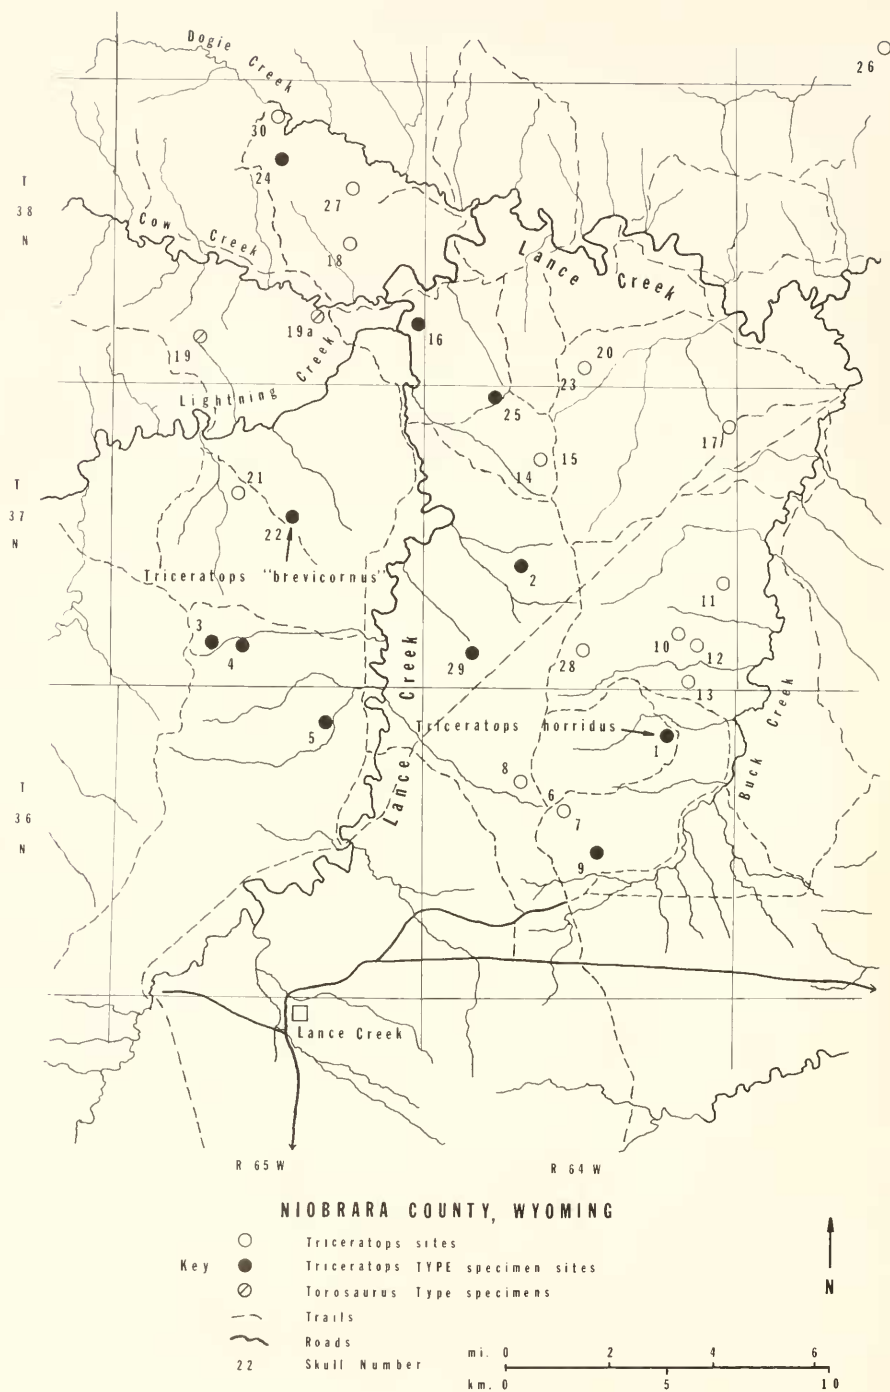 Dogie Creek
26
30
24
T
38
N
27
Cow Creek
18
Lance Creek
19a
16
19
20
23
Lightning Creek
25
17
14
15
T
37
N
21
22
Triceratops "brevicornus"
2
11
3
4
10
12
29
28
13
Lance Creek
Triceratops horridus
1
5
Buck Creek
8
6
7
T
36
N
9
Lance Creek
R 65 W
R 64 W
NIOBRARA COUNTY, WYOMING
Key
Triceratops sites
Triceratops TYPE specimen sites
Torosaurus Type specimens
Trails
Roads
22 Skull Number
N
mi. 0 2 4 6
km. 0 5 10